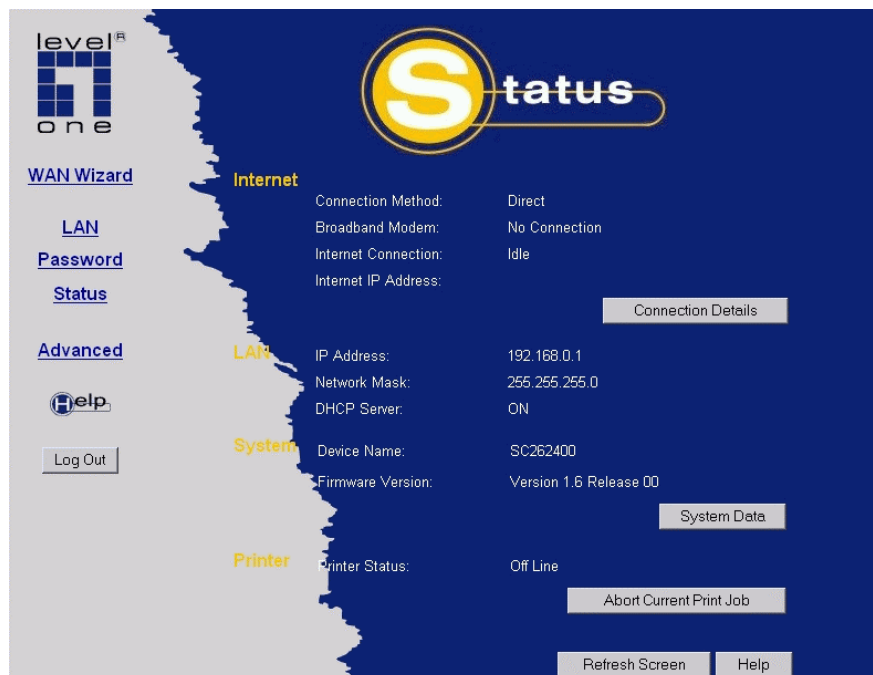 level®
one
Status
WAN Wizard
LAN
Password
Status
Advanced
Help
Log Out
Internet
Connection Method: Direct
Broadband Modem: No Connection
Internet Connection: Idle
Internet IP Address:
Connection Details
LAN
IP Address: 192.168.0.1
Network Mask: 255.255.255.0
DHCP Server: ON
System
Device Name: SC262400
Firmware Version: Version 1.6 Release 00
System Data
Printer
Printer Status: Off Line
Abort Current Print Job
Refresh Screen Help